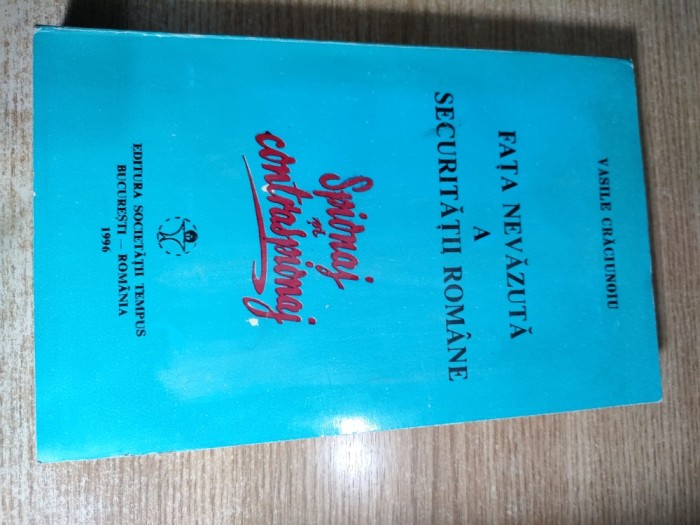 VASILE CRĂCIUNOIU
FAȚA NEVĂZUTĂ
A
SECURITĂȚII ROMÂNE
Spionaj
și
contraspionaj
EDITURA SOCIETĂȚII TEMPUS
BUCUREȘTI – ROMÂNIA
1996